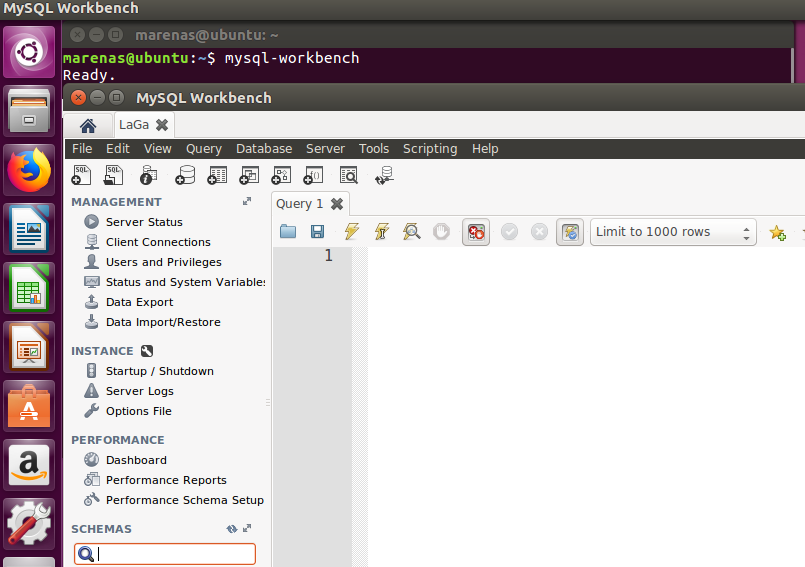 MySQL Workbench
marenas@ubuntu: ~
marenas@ubuntu:~$ mysql-workbench
Ready.
MySQL Workbench
LaGa
File Edit View Query Database Server Tools Scripting Help
SQL SQL
MANAGEMENT
Server Status
Client Connections
Users and Privileges
Status and System Variables
Data Export
Data Import/Restore
INSTANCE
Startup / Shutdown
Server Logs
Options File
PERFORMANCE
Dashboard
Performance Reports
Performance Schema Setup
SCHEMAS
Query 1
Limit to 1000 rows
1